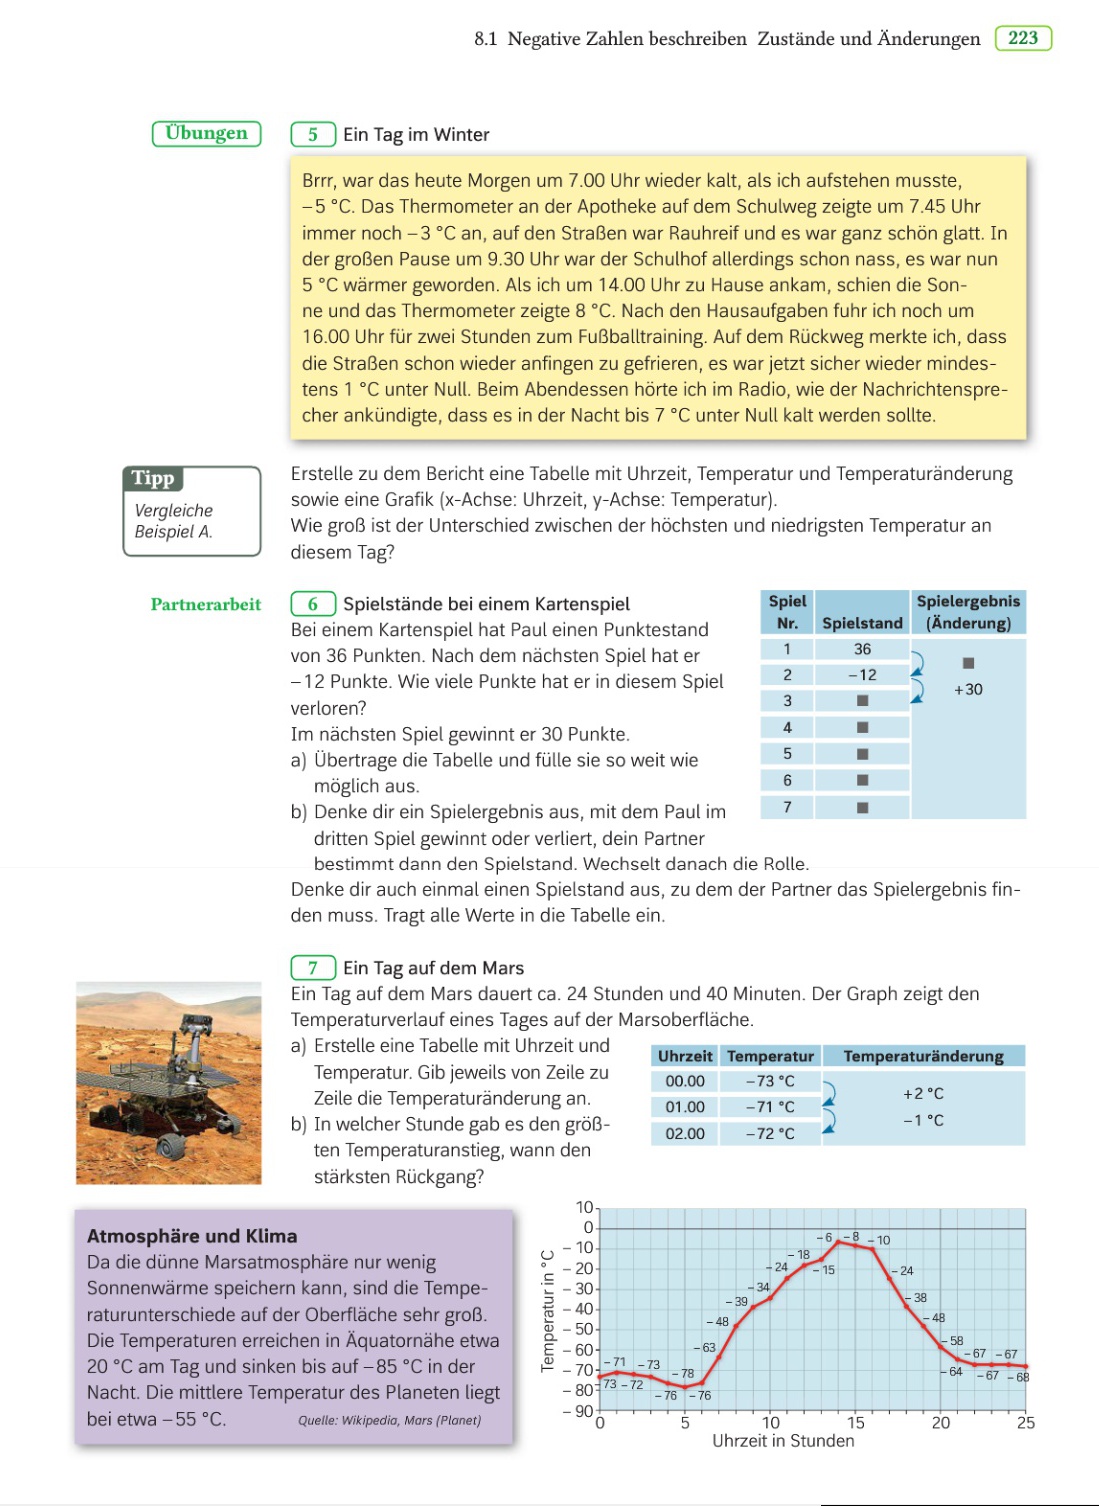 8.1 Negative Zahlen beschreiben Zustände und Änderungen 223
Übungen
5 Ein Tag im Winter
Brrr, war das heute Morgen um 7.00 Uhr wieder kalt, als ich aufstehen musste,
–5 °C. Das Thermometer an der Apotheke auf dem Schulweg zeigte um 7.45 Uhr
immer noch –3 °C an, auf den Straßen war Rauhreif und es war ganz schön glatt. In
der großen Pause um 9.30 Uhr war der Schulhof allerdings schon nass, es war nun
5 °C wärmer geworden. Als ich um 14.00 Uhr zu Hause ankam, schien die Son-
ne und das Thermometer zeigte 8 °C. Nach den Hausaufgaben fuhr ich noch um
16.00 Uhr für zwei Stunden zum Fußballtraining. Auf dem Rückweg merkte ich, dass
die Straßen schon wieder anfingen zu gefrieren, es war jetzt sicher wieder mindes-
tens 1 °C unter Null. Beim Abendessen hörte ich im Radio, wie der Nachrichtenspre-
cher ankündigte, dass es in der Nacht bis 7 °C unter Null kalt werden sollte.
Tipp
Vergleiche
Beispiel A.
Erstelle zu dem Bericht eine Tabelle mit Uhrzeit, Temperatur und Temperaturänderung
sowie eine Grafik (x-Achse: Uhrzeit, y-Achse: Temperatur).
Wie groß ist der Unterschied zwischen der höchsten und niedrigsten Temperatur an
diesem Tag?
Partnerarbeit
6 Spielstände bei einem Kartenspiel
Bei einem Kartenspiel hat Paul einen Punktestand
von 36 Punkten. Nach dem nächsten Spiel hat er
–12 Punkte. Wie viele Punkte hat er in diesem Spiel
verloren?
Im nächsten Spiel gewinnt er 30 Punkte.
a) Übertrage die Tabelle und fülle sie so weit wie
möglich aus.
b) Denke dir ein Spielergebnis aus, mit dem Paul im
dritten Spiel gewinnt oder verliert, dein Partner
bestimmt dann den Spielstand. Wechselt danach die Rolle.
Denke dir auch einmal einen Spielstand aus, zu dem der Partner das Spielergebnis fin-
den muss. Tragt alle Werte in die Tabelle ein.
Spiel Spielergebnis
Nr. Spielstand (Änderung)
1 36
2 –12
+30
3
4
5
6
7
7 Ein Tag auf dem Mars
Ein Tag auf dem Mars dauert ca. 24 Stunden und 40 Minuten. Der Graph zeigt den
Temperaturverlauf eines Tages auf der Marsoberfläche.
a) Erstelle eine Tabelle mit Uhrzeit und
Temperatur. Gib jeweils von Zeile zu
Zeile die Temperaturänderung an.
b) In welcher Stunde gab es den größ-
ten Temperaturanstieg, wann den
stärksten Rückgang?
Uhrzeit Temperatur Temperaturänderung
00.00 –73 °C
+2 °C
01.00 –71 °C
–1 °C
02.00 –72 °C
Atmosphäre und Klima
Da die dünne Marsatmosphäre nur wenig
Sonnenwärme speichern kann, sind die Tempe-
raturunterschiede auf der Oberfläche sehr groß.
Die Temperaturen erreichen in Äquatornähe etwa
20 °C am Tag und sinken bis auf –85 °C in der
Nacht. Die mittlere Temperatur des Planeten liegt
bei etwa –55 °C. Quelle: Wikipedia, Mars (Planet)
Temperatur in °C
10
0
–10
–20
–30
–40
–50
–60
–70
–80
–90
–6 –8 –10
–18
–24 –15 –24
–34
–39 –38
–48 –48
–63 –58
–71 –73 –78 –67 –67
73 –72 –64 –67 –68
–76 –76
0 5 10 15 20 25
Uhrzeit in Stunden